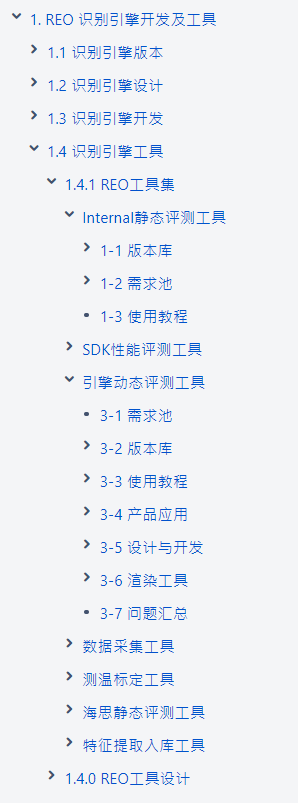 1. REO 识别引擎开发及工具
1.1 识别引擎版本
1.2 识别引擎设计
1.3 识别引擎开发
1.4 识别引擎工具
1.4.1 REO工具集
Internal静态评测工具
1-1 版本库
1-2 需求池
1-3 使用教程
SDK性能评测工具
引擎动态评测工具
3-1 需求池
3-2 版本库
3-3 使用教程
3-4 产品应用
3-5 设计与开发
3-6 渲染工具
3-7 问题汇总
数据采集工具
测温标定工具
海思静态评测工具
特征提取入库工具
1.4.0 REO工具设计